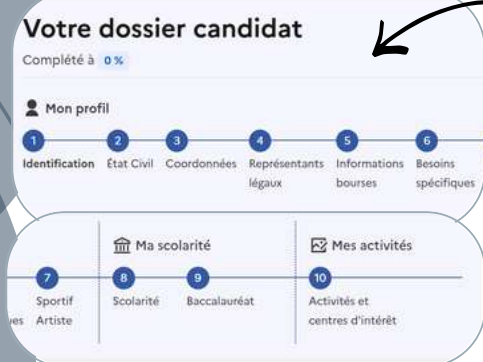 Votre dossier candidat
Complété à 0 %
Mon profil
1 2 3 4 5 6
Identification État Civil Coordonnées Représentants légaux Informations bourses Besoins spécifiques
Ma scolarité Mes activités
7 8 9 10
Sportif Artiste Scolarité Baccalauréat Activités et centres d'intérêt